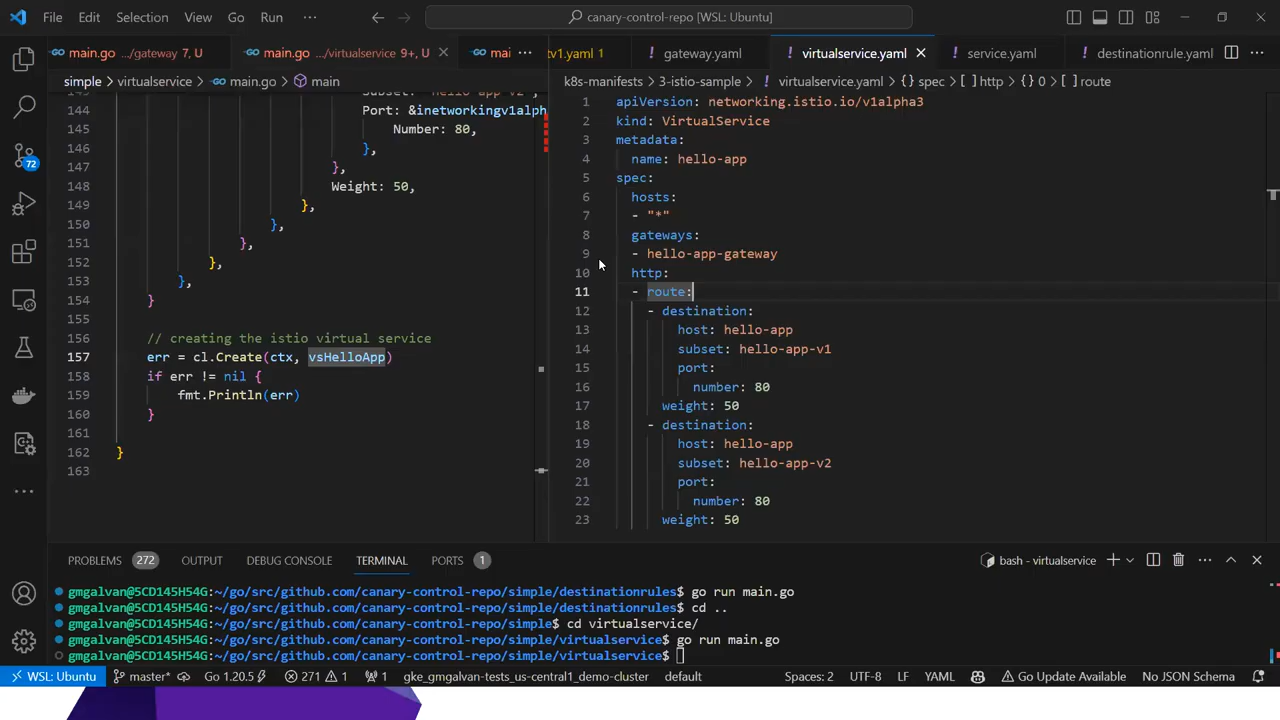 File Edit Selection View Go Run ··· canary-control-repo [WSL: Ubuntu]
main.go .../gateway 7, U main.go .../virtualservice 9+, U mai ··· tv1.yaml 1 gateway.yaml virtualservice.yaml service.yaml destinationrule.yaml ···
simple > virtualservice > main.go > main
k8s-manifests > 3-istio-sample > virtualservice.yaml > {} spec > [ ] http > {} 0 > [ ] route
Subset: "hello-app-v2",
144 Port: &inetworkingv1alph
145 Number: 80,
146 },
147 },
148 Weight: 50,
149 },
150 },
151 },
152 },
153 },
154 }
155
156 // creating the istio virtual service
157 err = cl.Create(ctx, vsHelloApp)
158 if err != nil {
159 fmt.Println(err)
160 }
161
162 }
163
1 apiVersion: networking.istio.io/v1alpha3
2 kind: VirtualService
3 metadata:
4 name: hello-app
5 spec:
6 hosts:
7 - "*"
8 gateways:
9 - hello-app-gateway
10 http:
11 - route:
12 - destination:
13 host: hello-app
14 subset: hello-app-v1
15 port:
16 number: 80
17 weight: 50
18 - destination:
19 host: hello-app
20 subset: hello-app-v2
21 port:
22 number: 80
23 weight: 50
72
PROBLEMS 145 OUTPUT DEBUG CONSOLE TERMINAL PORTS 1 bash - virtualservice ···
gmgalvan@5CD145H54G:~/go/src/github.com/canary-control-repo/simple/destinationrules$ go run main.go
gmgalvan@5CD145H54G:~/go/src/github.com/canary-control-repo/simple/destinationrules$ cd ..
gmgalvan@5CD145H54G:~/go/src/github.com/canary-control-repo/simple$ cd virtualservice/
gmgalvan@5CD145H54G:~/go/src/github.com/canary-control-repo/simple/virtualservice$ go run main.go
gmgalvan@5CD145H54G:~/go/src/github.com/canary-control-repo/simple/virtualservice$
WSL: Ubuntu master* Go 1.20.5 271 1 1 gke_gmgalvan-tests_us-central1_demo-cluster default Spaces: 2 UTF-8 LF YAML Go Update Available No JSON Schema